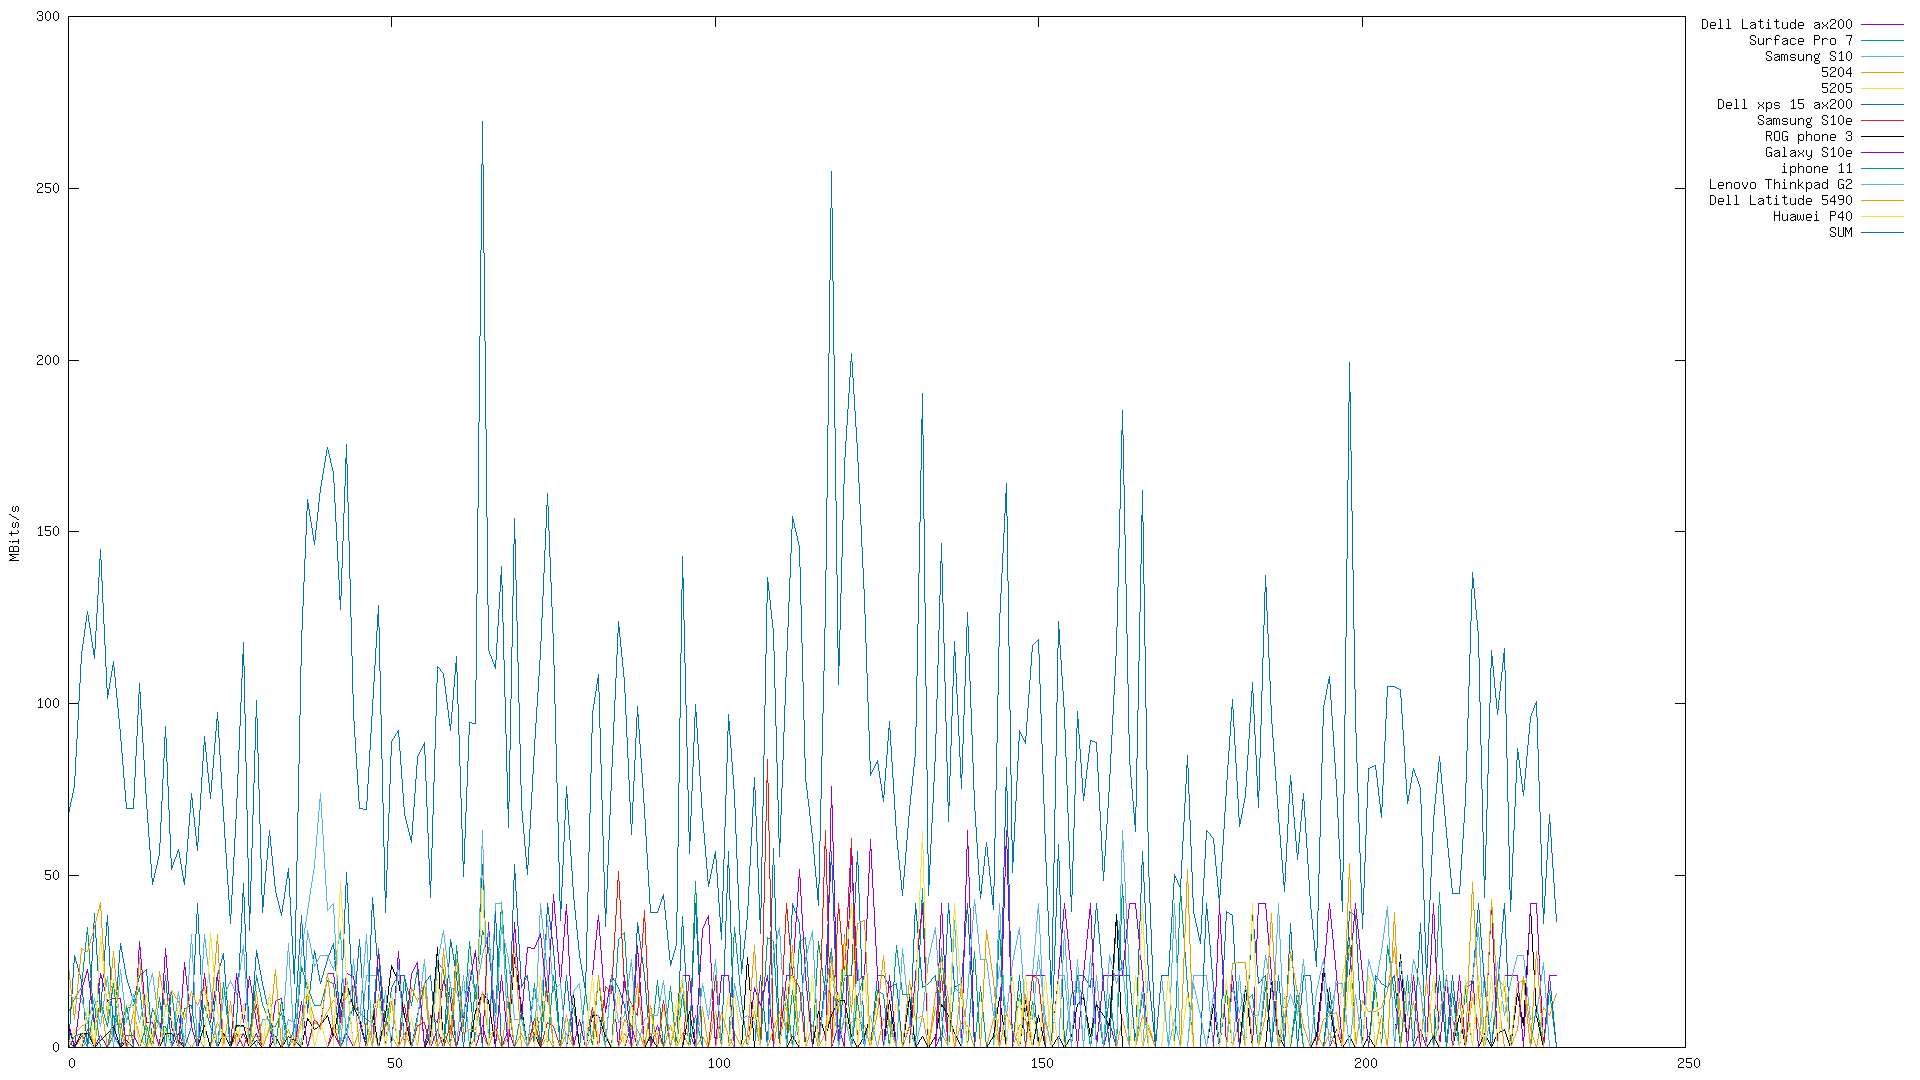 300
250
200
150
100
50
0
MBits/s
0 50 100 150 200 250
Dell Latitude ax200
Surface Pro 7
Samsung S10
5204
5205
Dell xps 15 ax200
Samsung S10e
ROG phone 3
Galaxy S10e
iphone 11
Lenovo Thinkpad G2
Dell Latitude 5490
Huawei P40
SUM